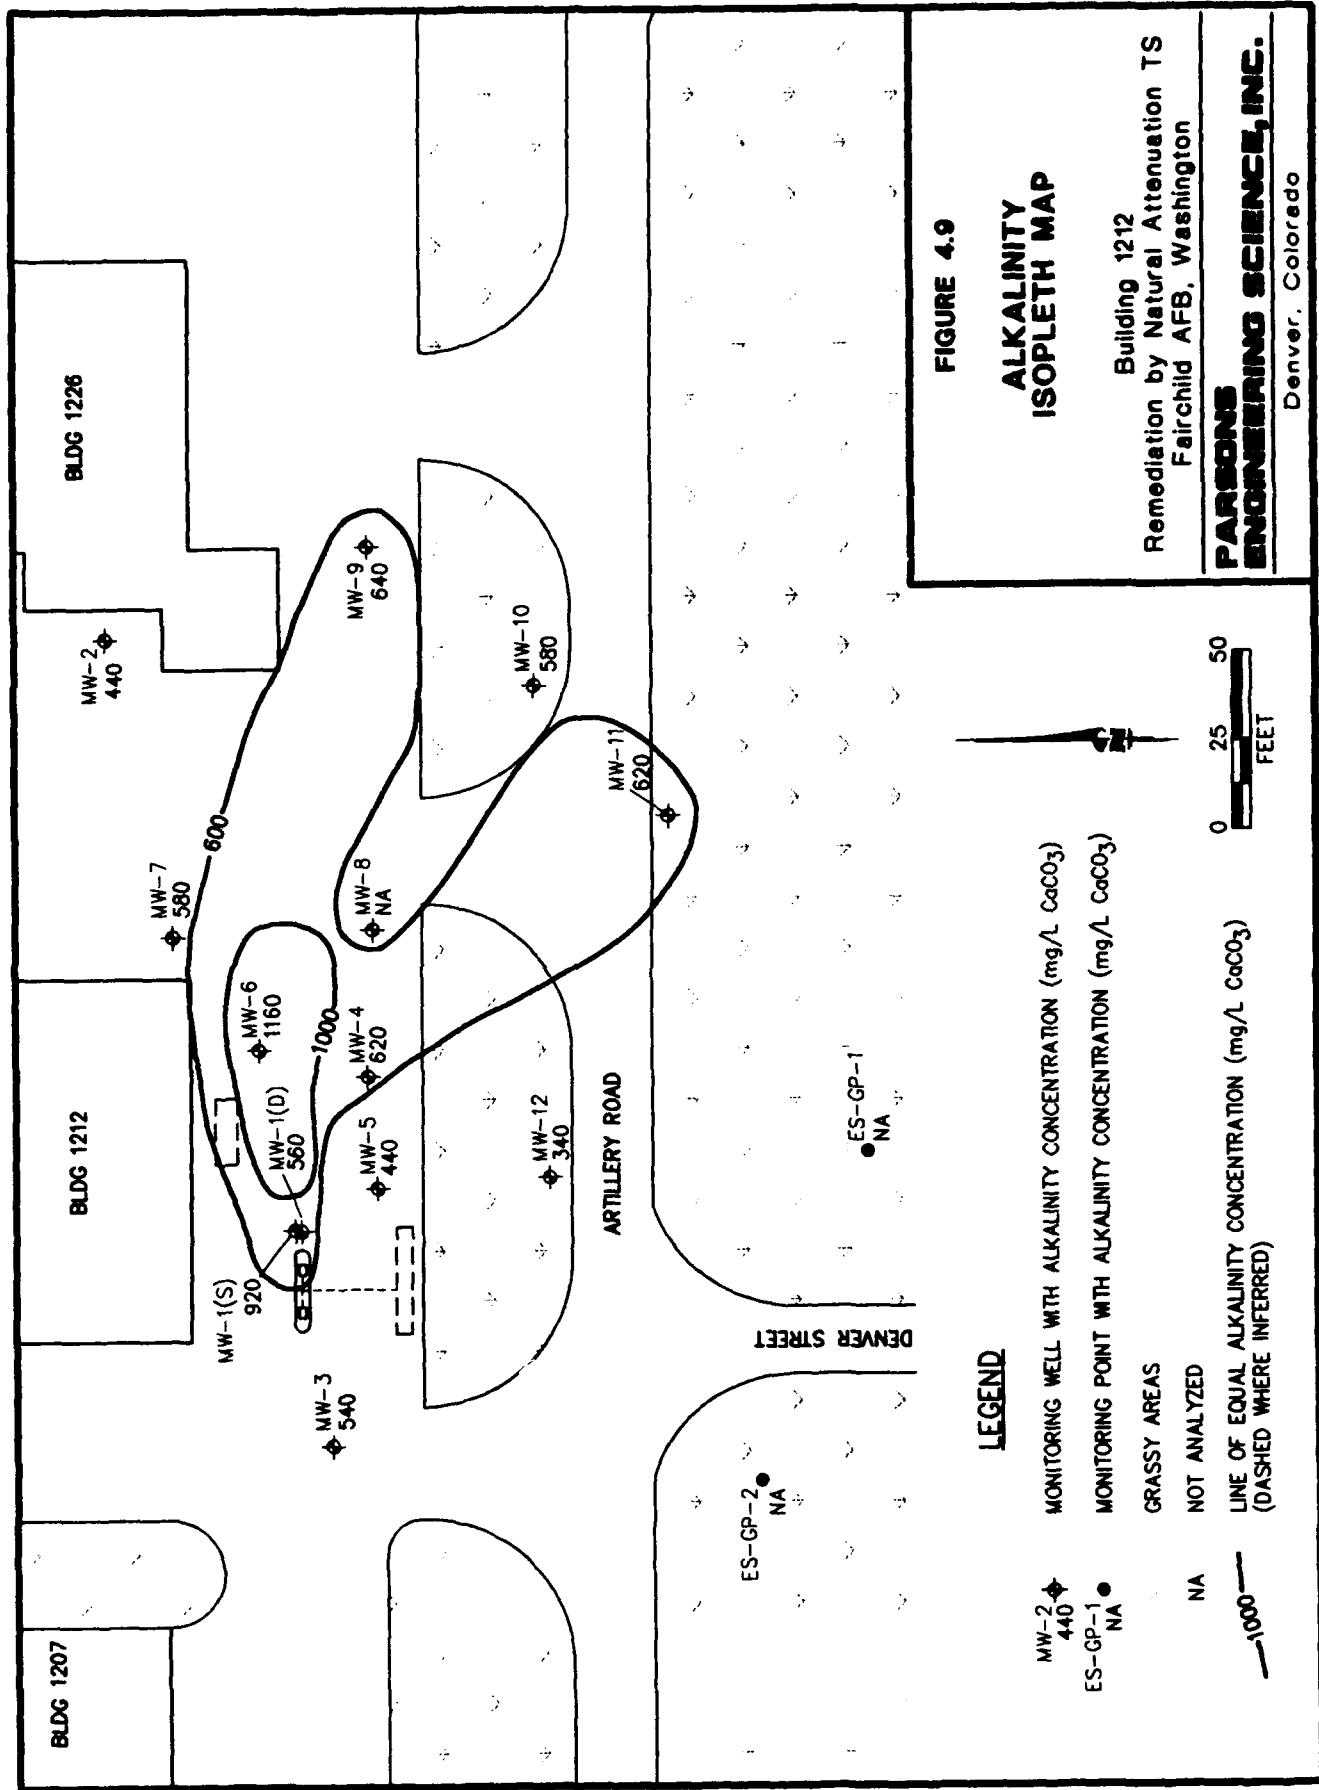 BLDG 1207
BLDG 1212
BLDG 1226
MW-2
440
MW-7
580
600
MW-6
1160
1000
MW-1(D)
560
MW-1(S)
920
MW-3
540
MW-4
620
MW-5
440
MW-8
NA
MW-9
640
MW-10
580
MW-11
620
MW-12
340
ARTILLERY ROAD
DENVER STREET
ES-GP-1
NA
ES-GP-2
NA
LEGEND
MW-2
440
MONITORING WELL WITH ALKALINITY CONCENTRATION (mg/L CaCO3)
ES-GP-1
NA
MONITORING POINT WITH ALKALINITY CONCENTRATION (mg/L CaCO3)
GRASSY AREAS
NA
NOT ANALYZED
1000
LINE OF EQUAL ALKALINITY CONCENTRATION (mg/L CaCO3)
(DASHED WHERE INFERRED)
0 25 50
FEET
FIGURE 4.9
ALKALINITY
ISOPLETH MAP
Building 1212
Remediation by Natural Attenuation TS
Fairchild AFB, Washington
PARSONS
ENGINEERING SCIENCE, INC.
Denver, Colorado